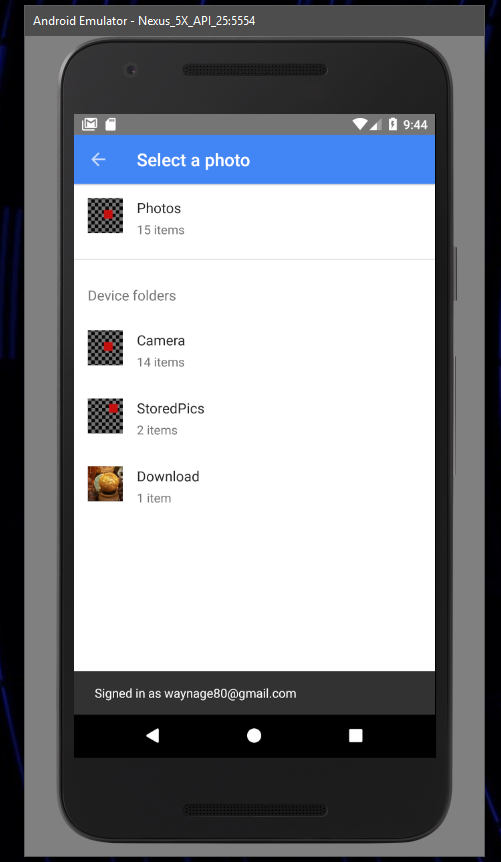 Android Emulator - Nexus_5X_API_25:5554
9:44
Select a photo
Photos
15 items
Device folders
Camera
14 items
StoredPics
2 items
Download
1 item
Signed in as waynage80@gmail.com